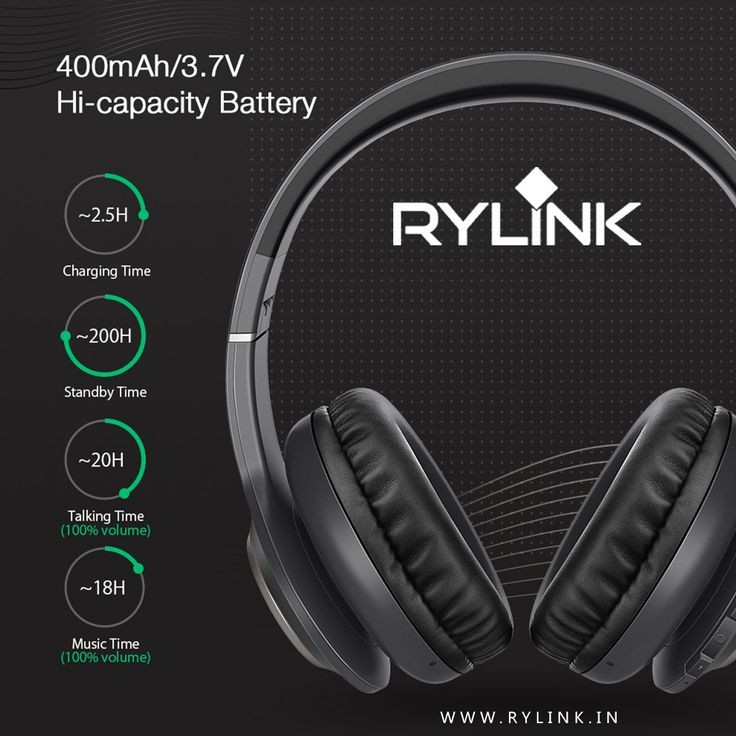 400mAh/3.7V
Hi-capacity Battery
RYLINK
~2.5H
Charging Time
~200H
Standby Time
~20H
Talking Time
(100% volume)
~18H
Music Time
(100% volume)
WWW.RYLINK.IN